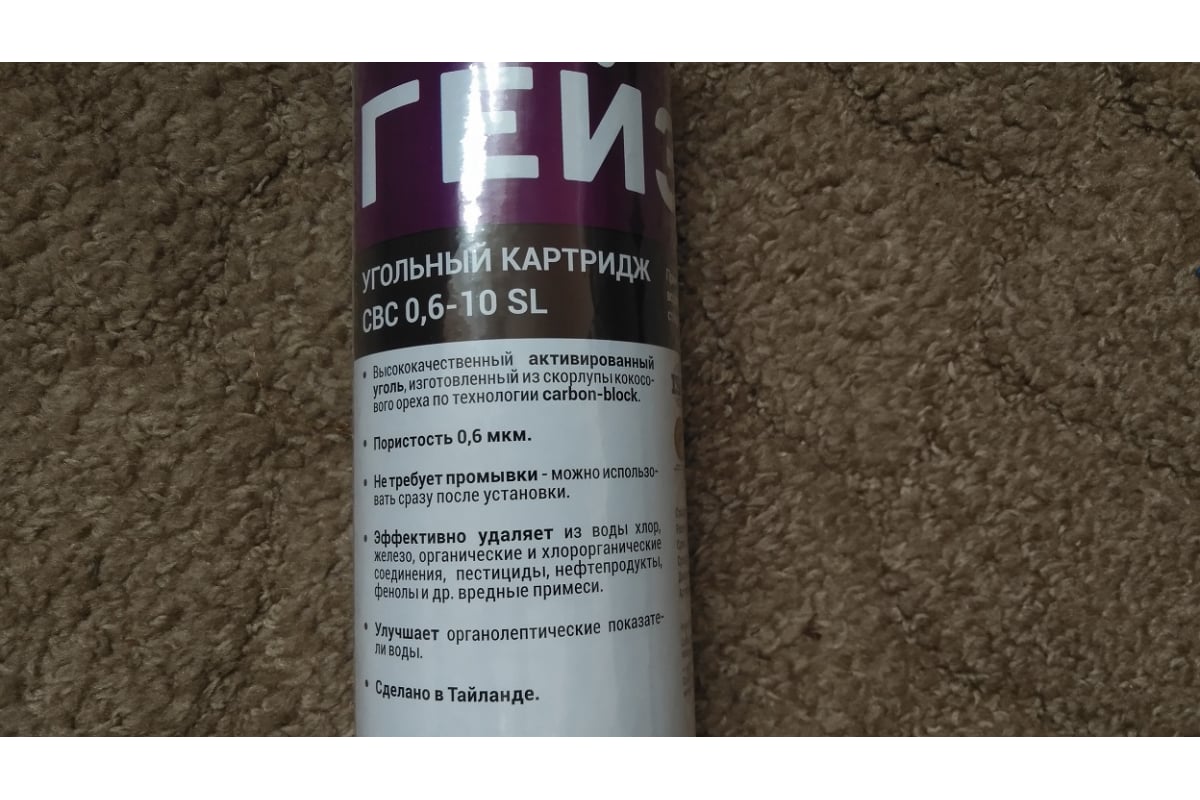 ГЕЙЗ
УГОЛЬНЫЙ КАРТРИДЖ
СВС 0,6-10 SL
• Высококачественный активированный
уголь, изготовленный из скорлупы кокосо-
вого ореха по технологии carbon-block.
• Пористость 0,6 мкм.
• Не требует промывки - можно использо-
вать сразу после установки.
• Эффективно удаляет из воды хлор,
железо, органические и хлорорганические
соединения, пестициды, нефтепродукты,
фенолы и др. вредные примеси.
• Улучшает органолептические показате-
ли воды.
• Сделано в Тайланде.